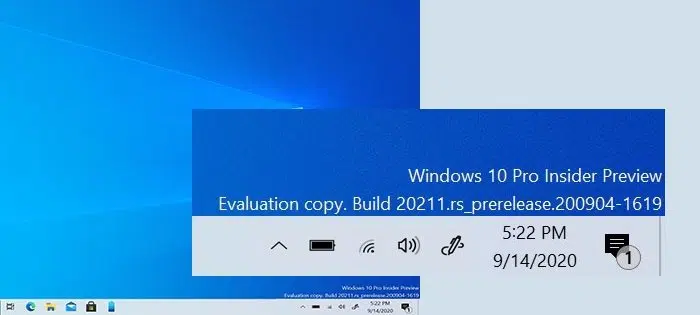 Windows 10 Pro Insider Preview
Evaluation copy. Build 20211.rs_prerelease.200904-1619
5:22 PM
9/14/2020
1
Windows 10 Pro Insider Preview
Evaluation copy. Build 20211.rs_prerelease.200904-1619
5:22 PM
9/14/2020